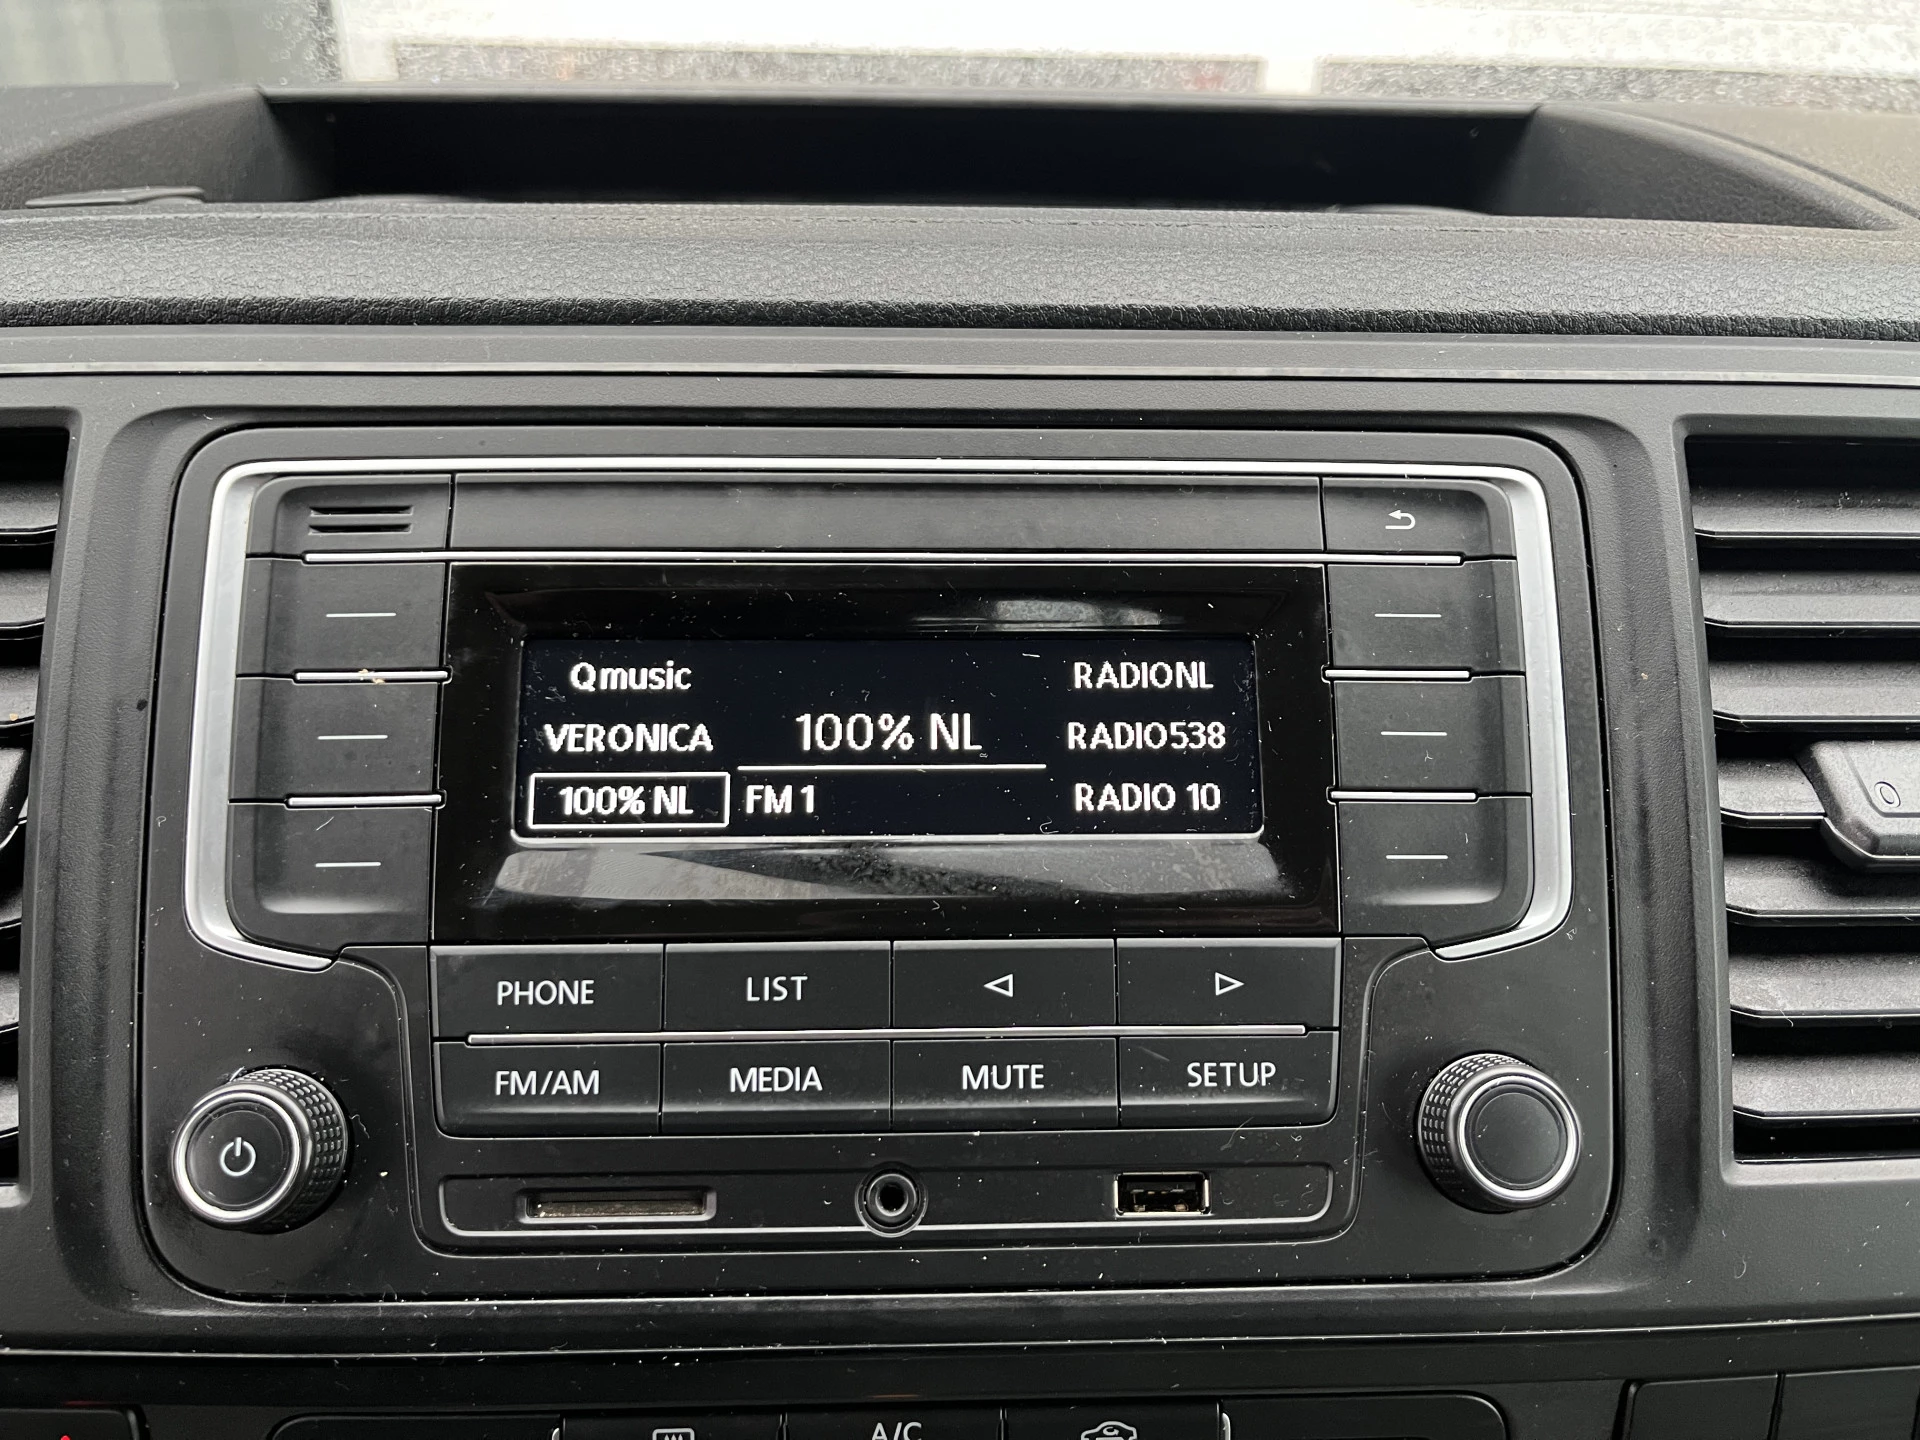 Qmusic
RADIONL
VERONICA
100% NL
RADIO538
100% NL
FM 1
RADIO 10
PHONE
LIST
FM/AM
MEDIA
MUTE
SETUP
A/C